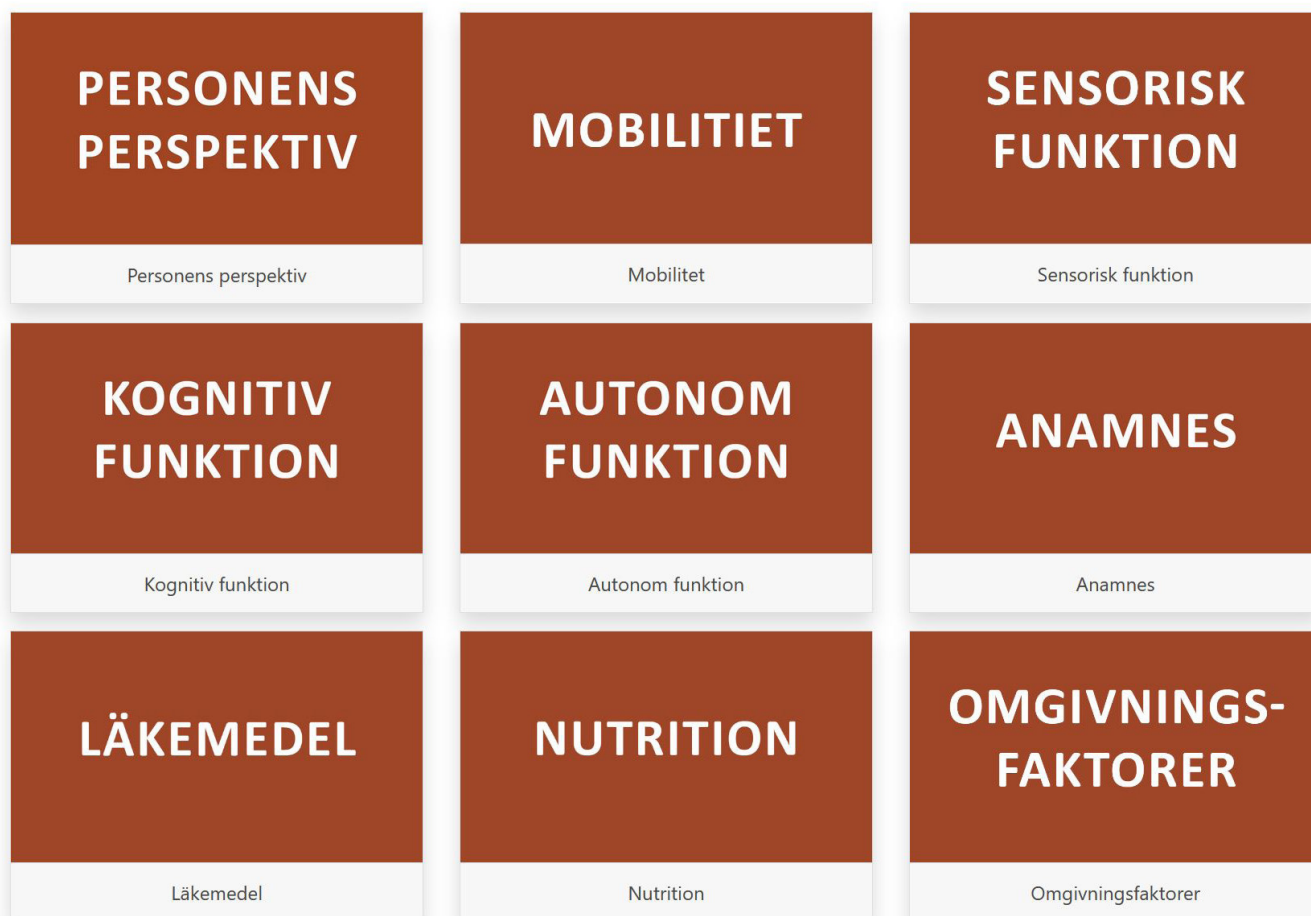 PERSONENS
PERSPEKTIV
Personens perspektiv
MOBILITIET
Mobilitet
SENSORISK
FUNKTION
Sensorisk funktion
KOGNITIV
FUNKTION
Kognitiv funktion
AUTONOM
FUNKTION
Autonom funktion
ANAMNES
Anamnes
LÄKEMEDEL
Läkemedel
NUTRITION
Nutrition
OMGIVNINGS-
FAKTORER
Omgivningsfaktorer